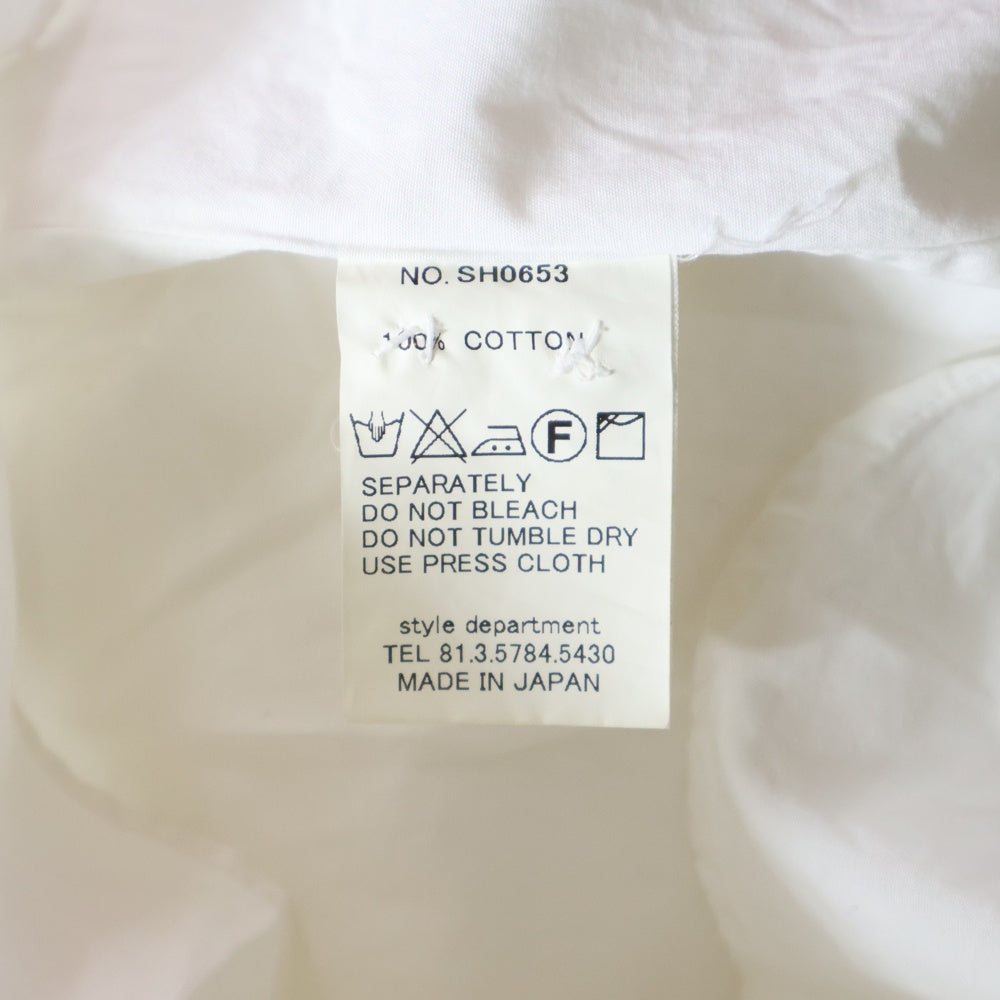 NO. SH0653
100% COTTON
F
SEPARATELY
DO NOT BLEACH
DO NOT TUMBLE DRY
USE PRESS CLOTH
style department
TEL 81.3.5784.5430
MADE IN JAPAN